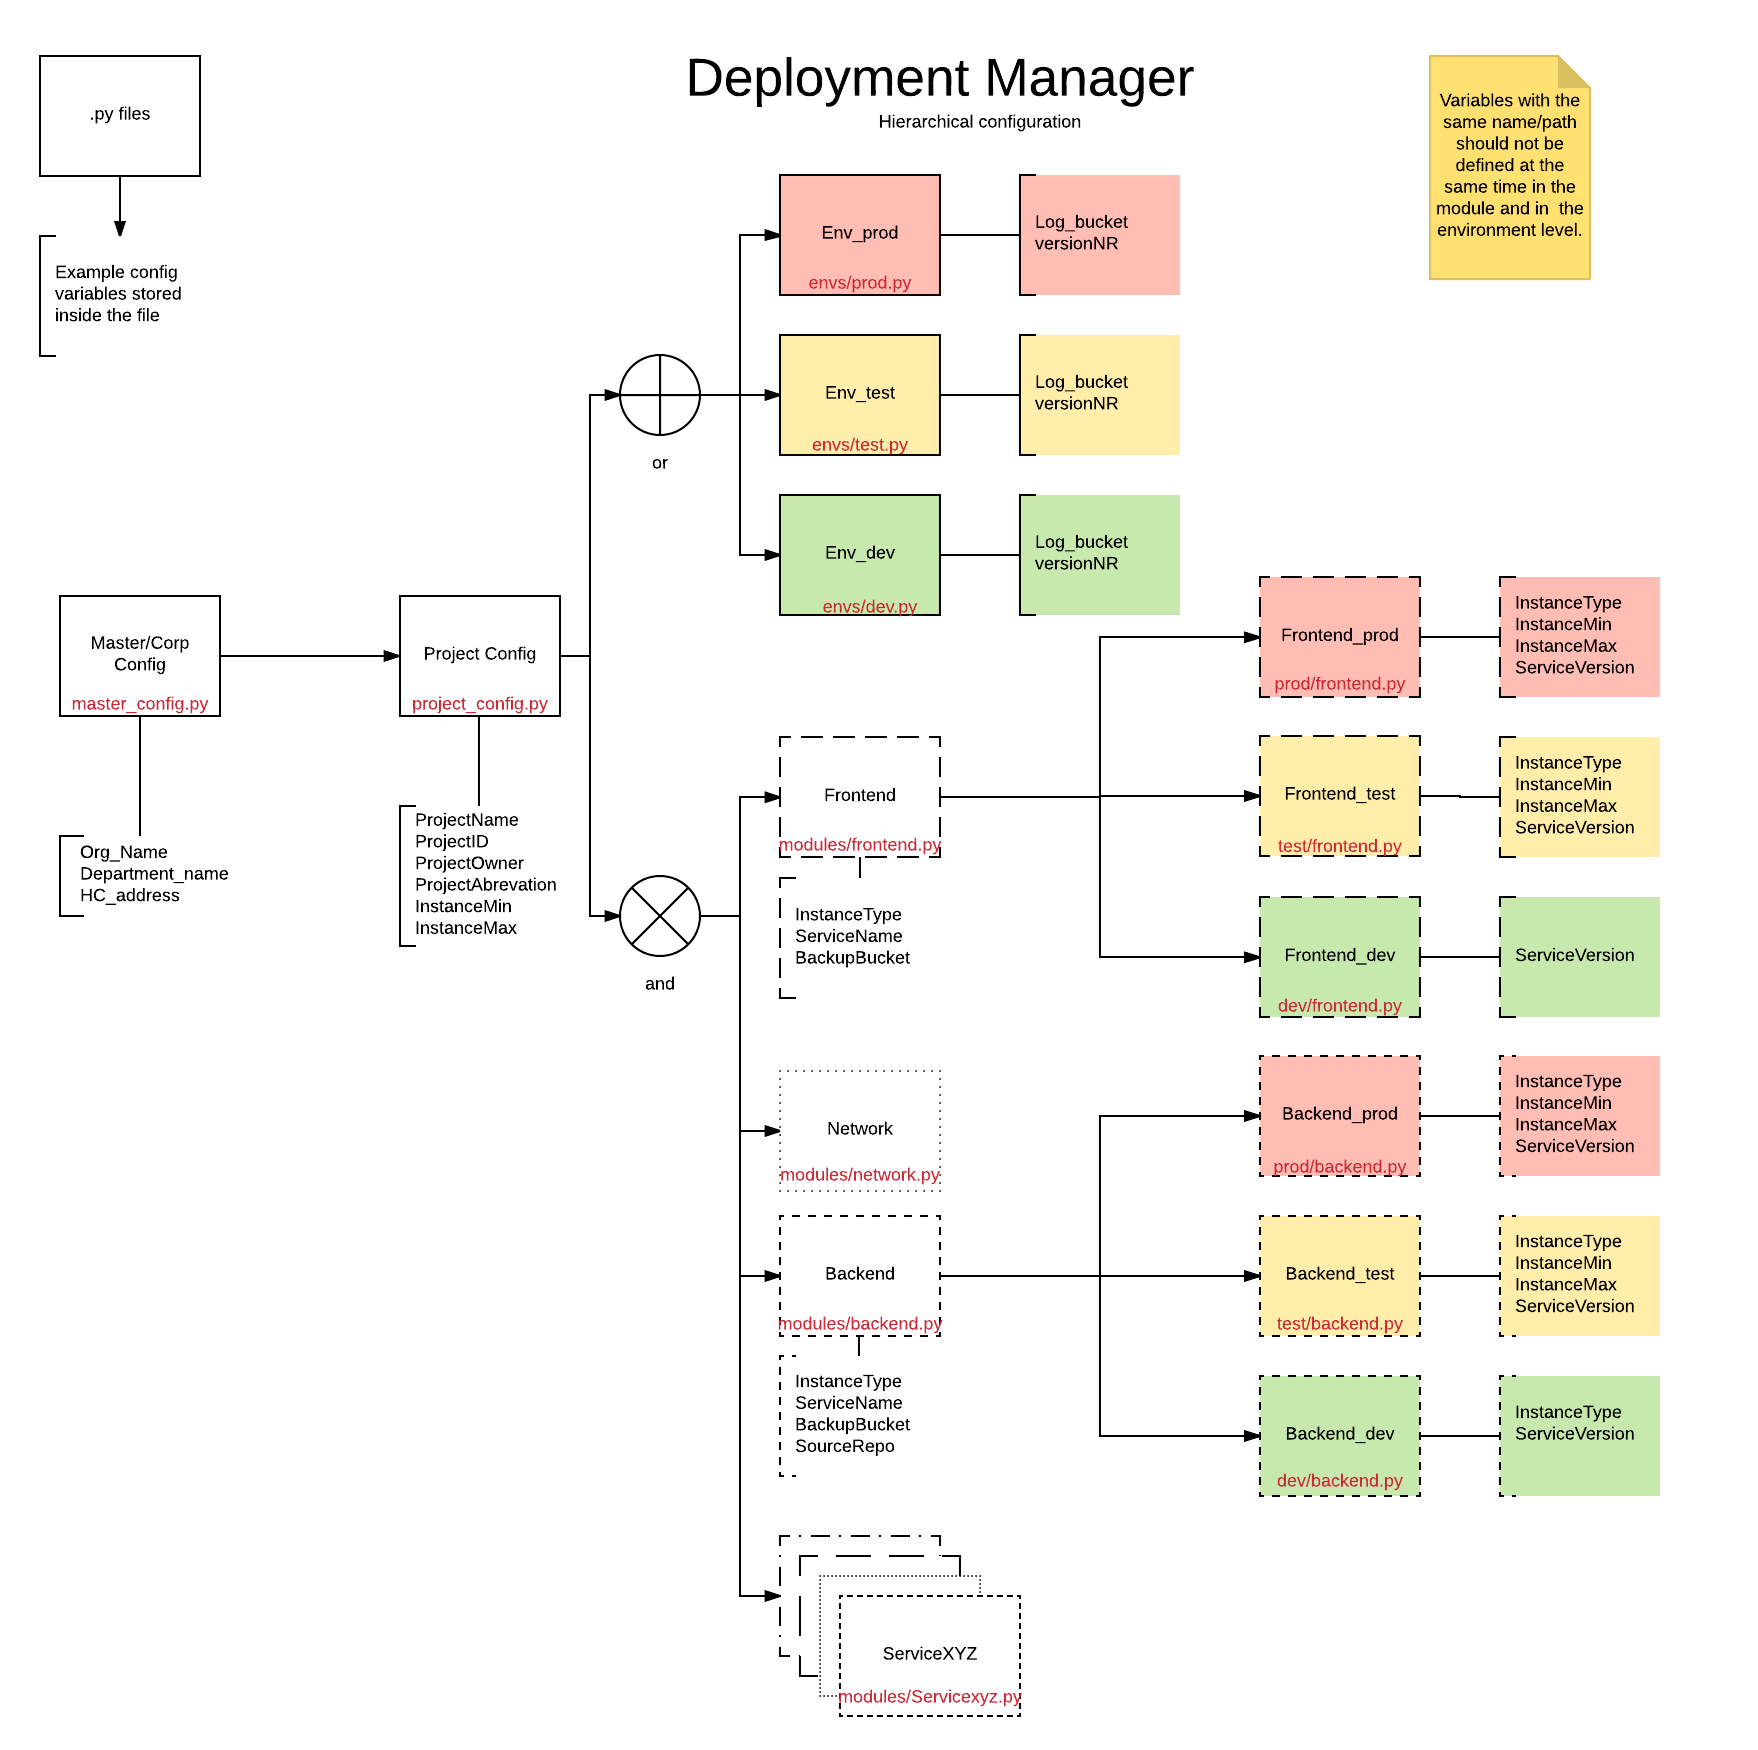 Deployment Manager
Hierarchical configuration
.py files
Example config
variables stored
inside the file
Variables with the
same name/path
should not be
defined at the
same time in the
module and in  the
environment level.
Env_prod
envs/prod.py
Log_bucket
versionNR
Env_test
envs/test.py
Log_bucket
versionNR
Env_dev
envs/dev.py
Log_bucket
versionNR
or
Master/Corp
Config
master_config.py
Org_Name
Department_name
HC_address
Project Config
project_config.py
ProjectName
ProjectID
ProjectOwner
ProjectAbrevation
InstanceMin
InstanceMax
and
Frontend
modules/frontend.py
InstanceType
ServiceName
BackupBucket
Frontend_prod
prod/frontend.py
InstanceType
InstanceMin
InstanceMax
ServiceVersion
Frontend_test
test/frontend.py
InstanceType
InstanceMin
InstanceMax
ServiceVersion
Frontend_dev
dev/frontend.py
ServiceVersion
Network
modules/network.py
Backend
modules/backend.py
InstanceType
ServiceName
BackupBucket
SourceRepo
Backend_prod
prod/backend.py
InstanceType
InstanceMin
InstanceMax
ServiceVersion
Backend_test
test/backend.py
InstanceType
InstanceMin
InstanceMax
ServiceVersion
Backend_dev
dev/backend.py
InstanceType
ServiceVersion
ServiceXYZ
modules/Servicexyz.py